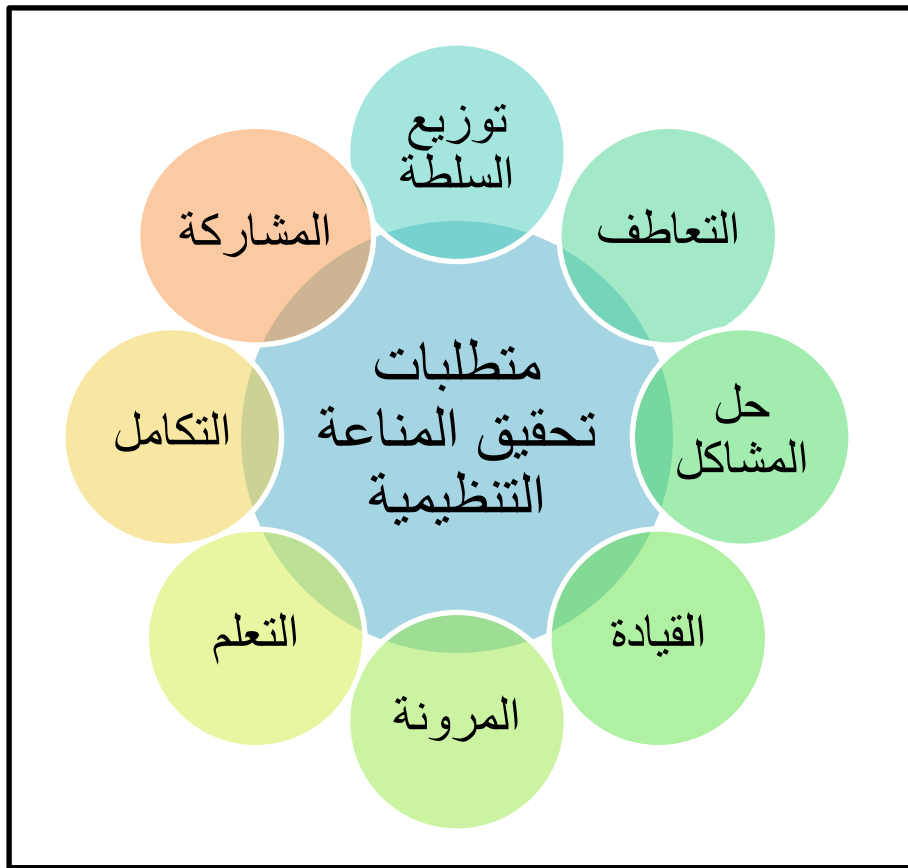 توزيع
السلطة
التعاطف
حل
المشاكل
القيادة
المرونة
التعلم
التكامل
المشاركة
متطلبات
تحقيق المناعة
التنظيمية